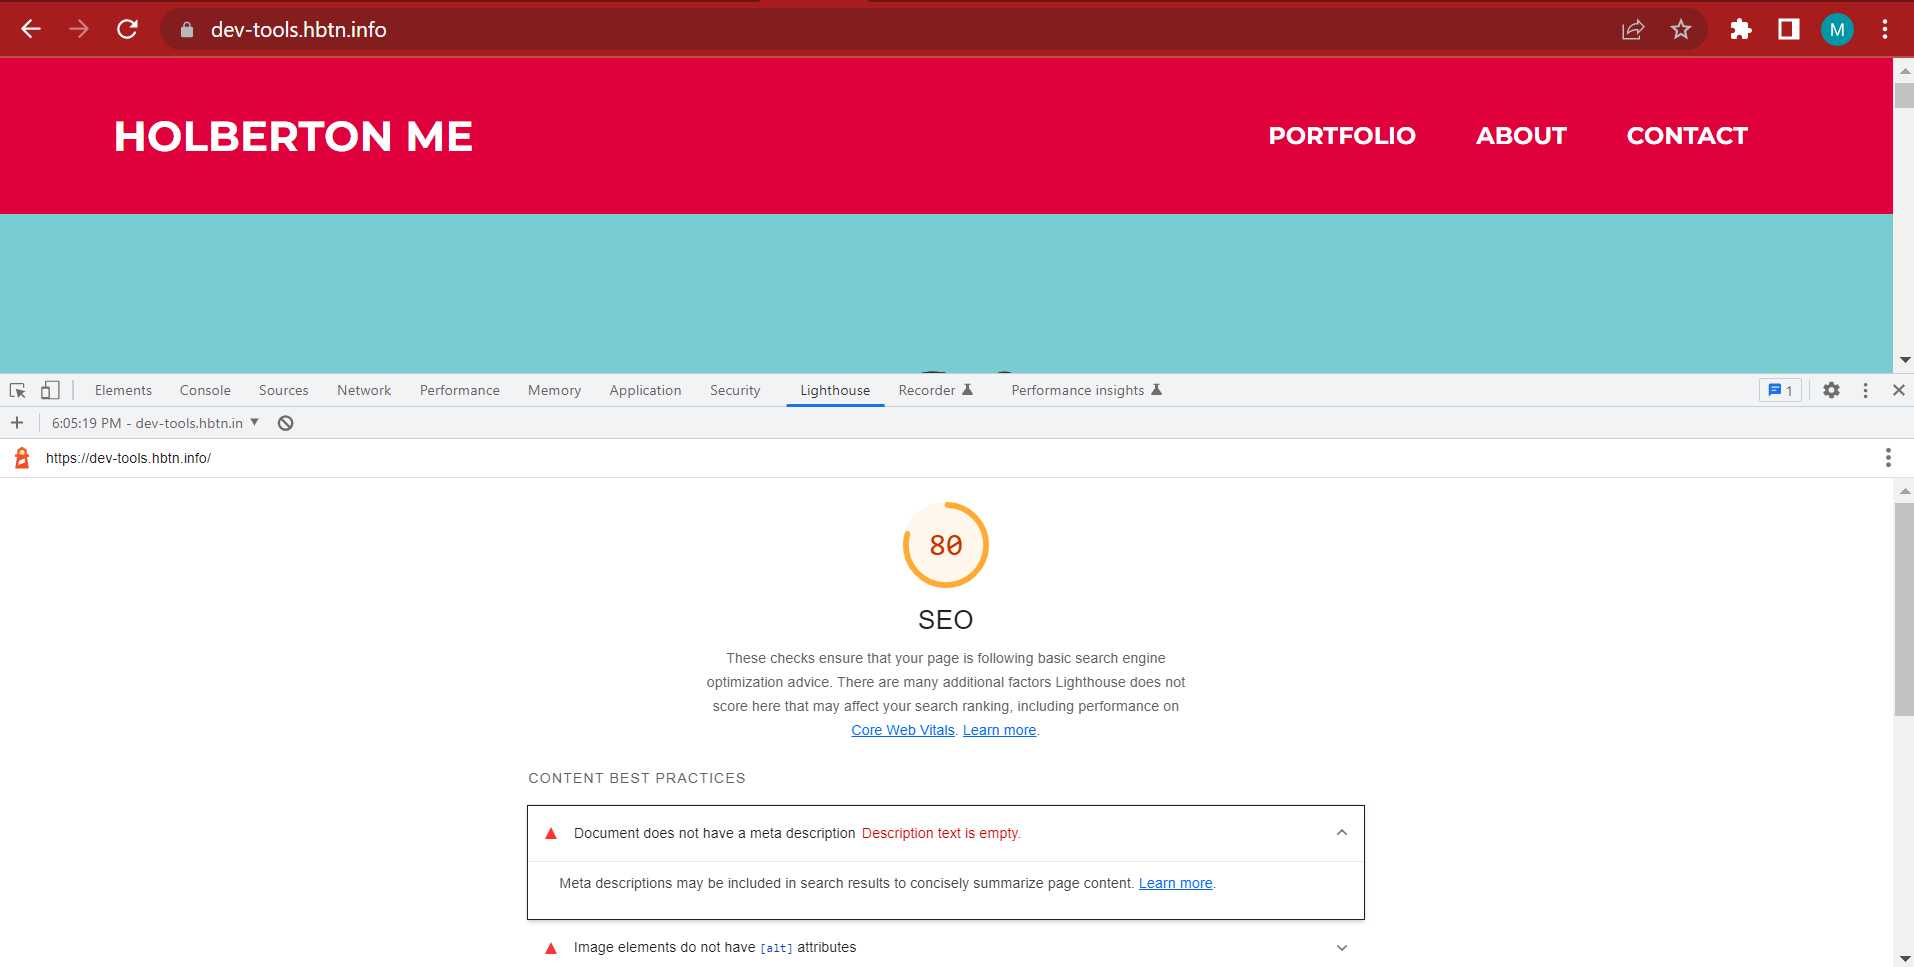 dev-tools.hbtn.info
M
HOLBERTON ME
PORTFOLIO ABOUT CONTACT
Elements Console Sources Network Performance Memory Application Security Lighthouse Recorder Performance insights 1
6:05:19 PM - dev-tools.hbtn.in
https://dev-tools.hbtn.info/
80
SEO
These checks ensure that your page is following basic search engine
optimization advice. There are many additional factors Lighthouse does not
score here that may affect your search ranking, including performance on
Core Web Vitals. Learn more.
CONTENT BEST PRACTICES
Document does not have a meta description Description text is empty.
Meta descriptions may be included in search results to concisely summarize page content. Learn more.
Image elements do not have [alt] attributes